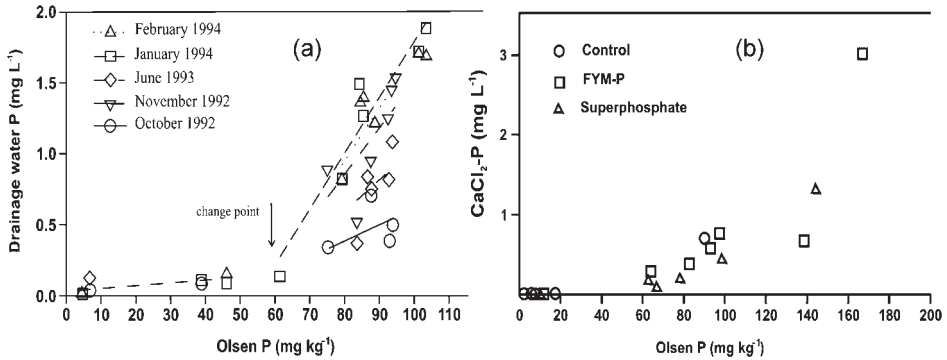 (a)
February 1994
January 1994
June 1993
November 1992
October 1992
change point
Drainage water P (mg L⁻¹)
2.0
1.5
1.0
0.5
0.0
0 10 20 30 40 50 60 70 80 90 100 110
Olsen P (mg kg⁻¹)
(b)
Control
FYM-P
Superphosphate
CaCl₂-P (mg L⁻¹)
3
2
1
0 20 40 60 80 100 120 140 160 180 200
Olsen P (mg kg⁻¹)